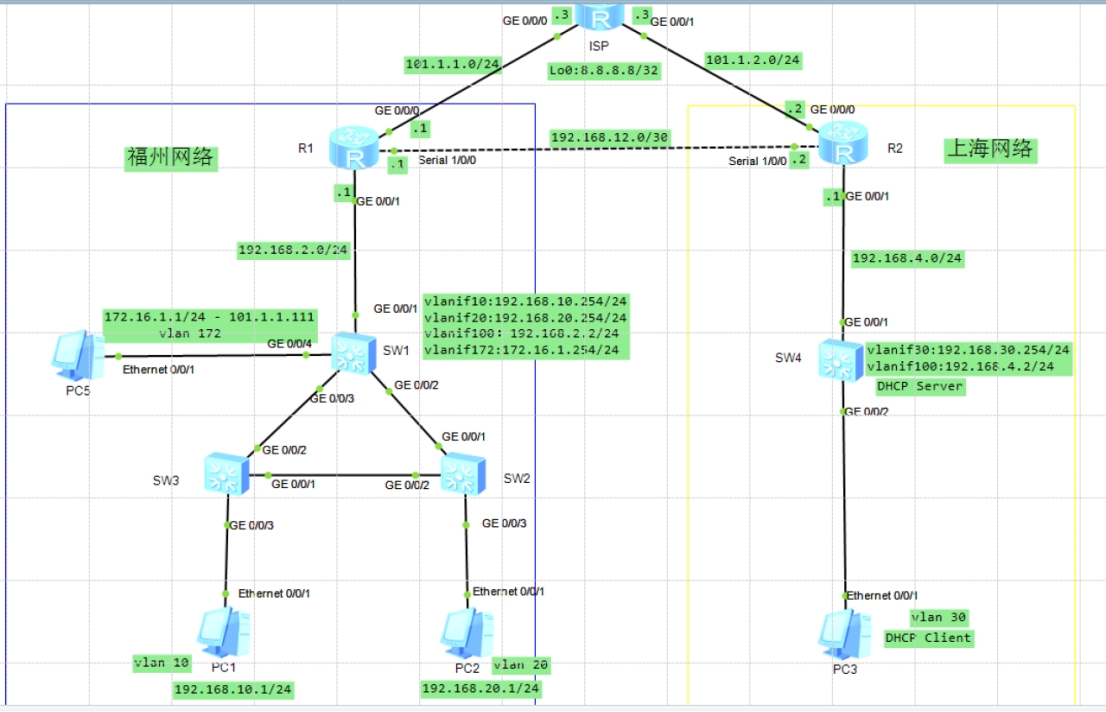 GE 0/0/0
.3
R
.3
GE 0/0/1
ISP
101.1.1.0/24
Lo0:8.8.8.8/32
101.1.2.0/24
GE 0/0/0
.1
.2
GE 0/0/0
福州网络
R1
R
.1
Serial 1/0/0
192.168.12.0/30
Serial 1/0/0
.2
R
R2
上海网络
.1
GE 0/0/1
.1
GE 0/0/1
192.168.2.0/24
192.168.4.0/24
GE 0/0/1
vlanif10:192.168.10.254/24
vlanif20:192.168.20.254/24
vlanif100: 192.168.2.2/24
vlanif172:172.16.1.254/24
172.16.1.1/24 - 101.1.1.111
vlan 172
GE 0/0/4
Ethernet 0/0/1
PC5
SW1
GE 0/0/1
SW4
vlanif30:192.168.30.254/24
vlanif100:192.168.4.2/24
DHCP Server
GE 0/0/3
GE 0/0/2
GE 0/0/2
GE 0/0/2
GE 0/0/1
SW3
GE 0/0/1
GE 0/0/2
SW2
GE 0/0/3
GE 0/0/3
Ethernet 0/0/1
Ethernet 0/0/1
Ethernet 0/0/1
vlan 30
DHCP Client
vlan 10
PC1
PC2
vlan 20
PC3
192.168.10.1/24
192.168.20.1/24